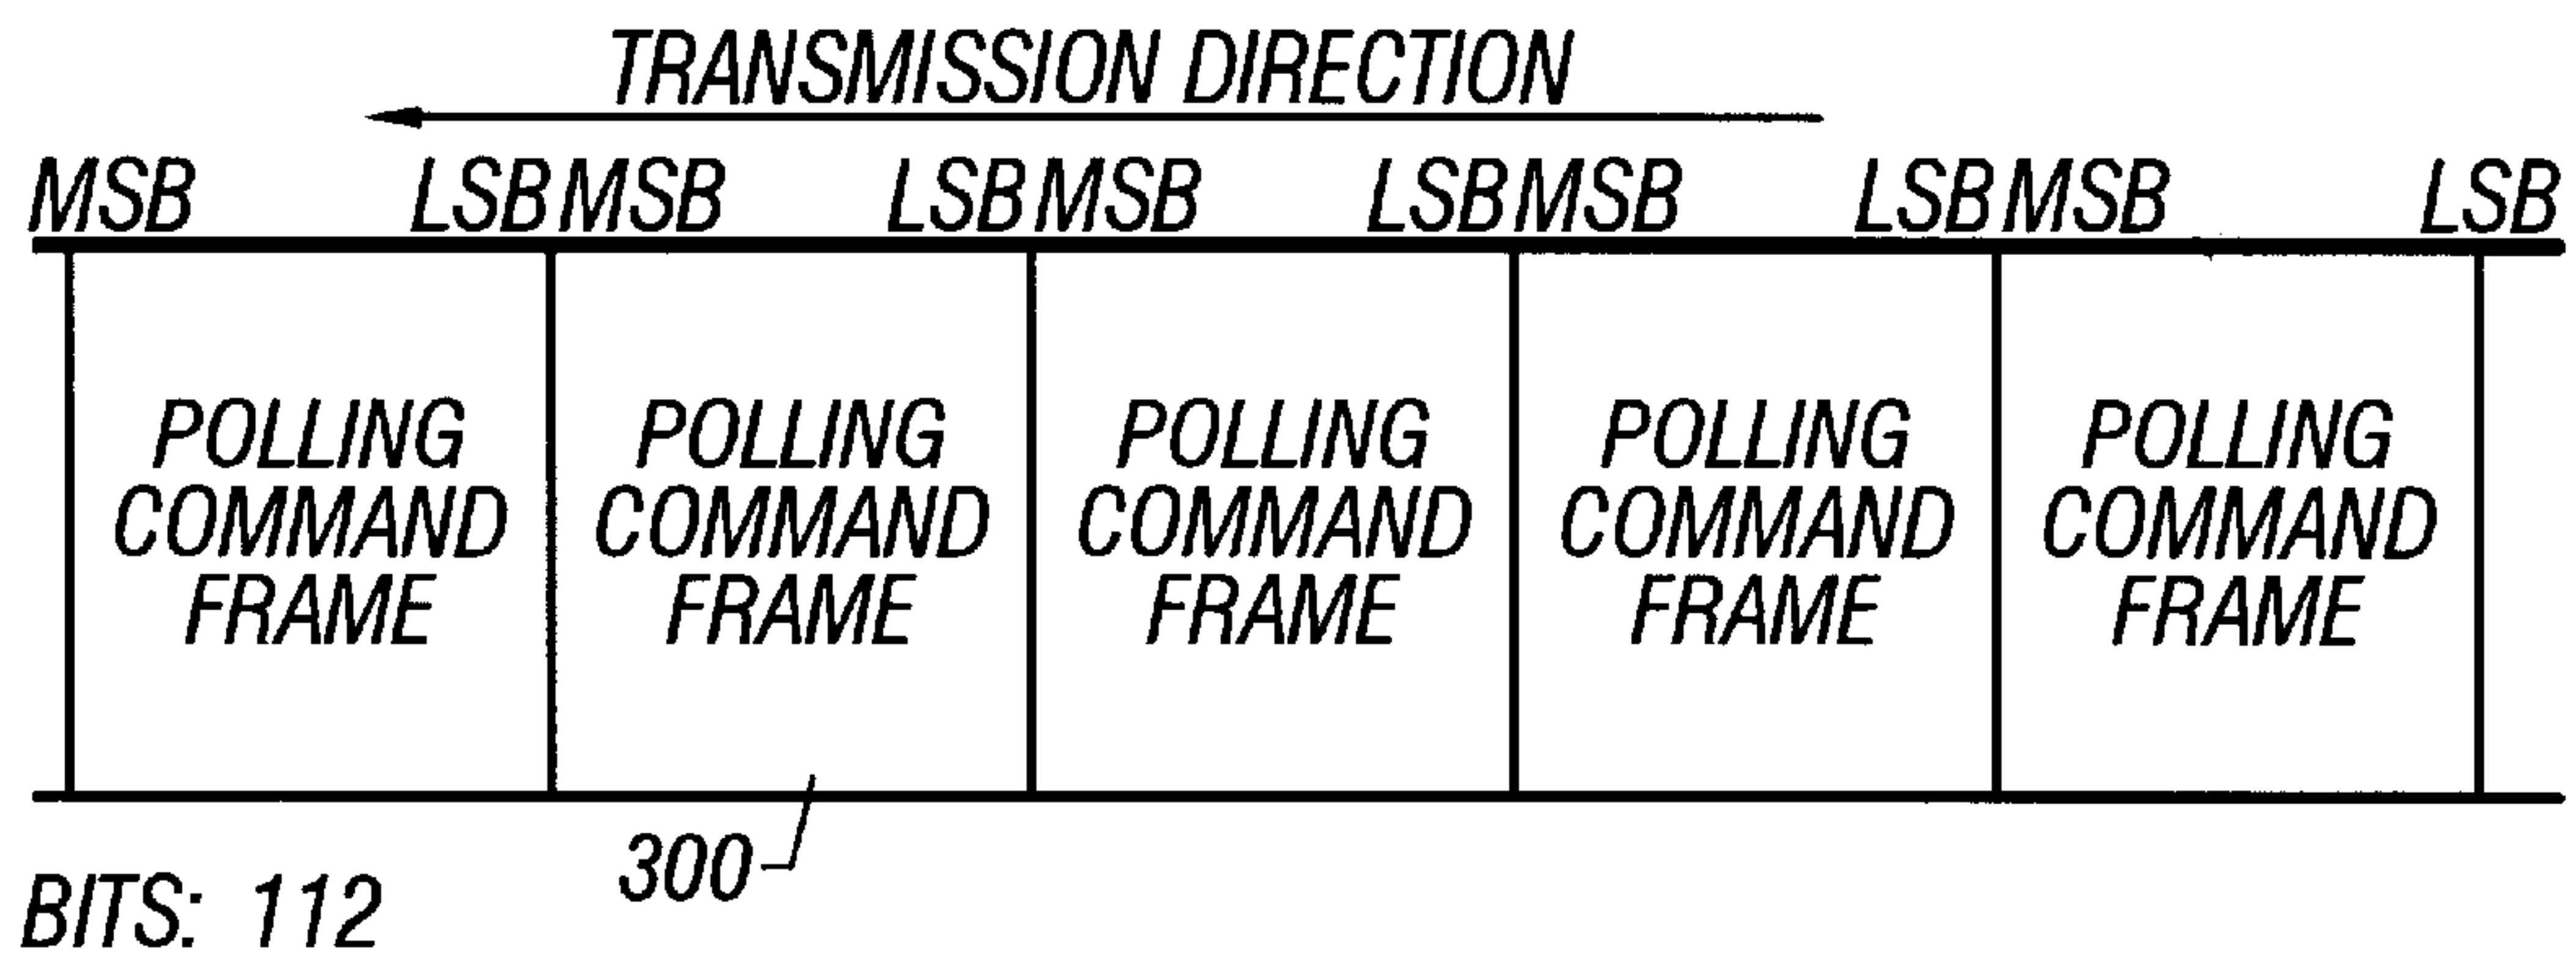 TRANSMISSION DIRECTION
MSB LSB MSB LSB MSB LSB MSB LSB MSB LSB
POLLING COMMAND FRAME
POLLING COMMAND FRAME
POLLING COMMAND FRAME
POLLING COMMAND FRAME
POLLING COMMAND FRAME
300
BITS: 112